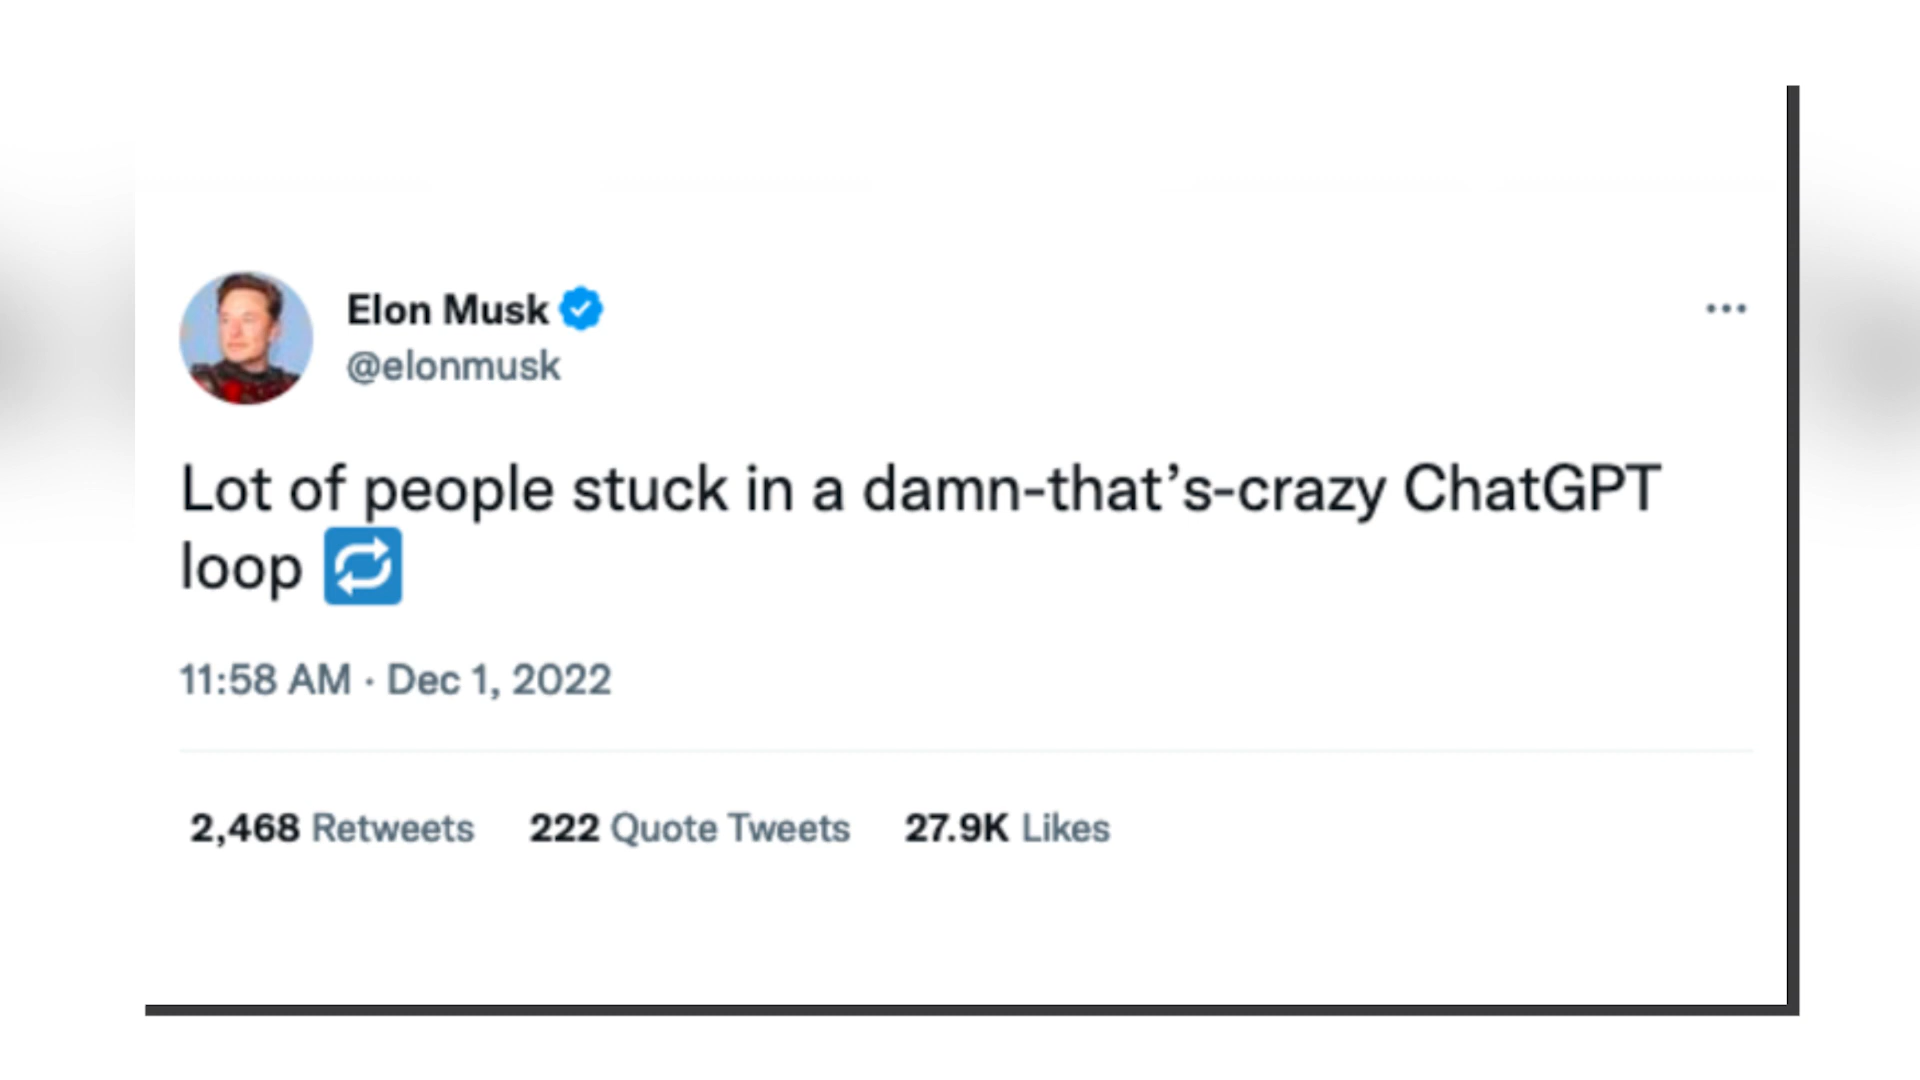 Elon Musk
@elonmusk
Lot of people stuck in a damn-that’s-crazy ChatGPT
loop 🔁
11:58 AM · Dec 1, 2022
2,468 Retweets 222 Quote Tweets 27.9K Likes